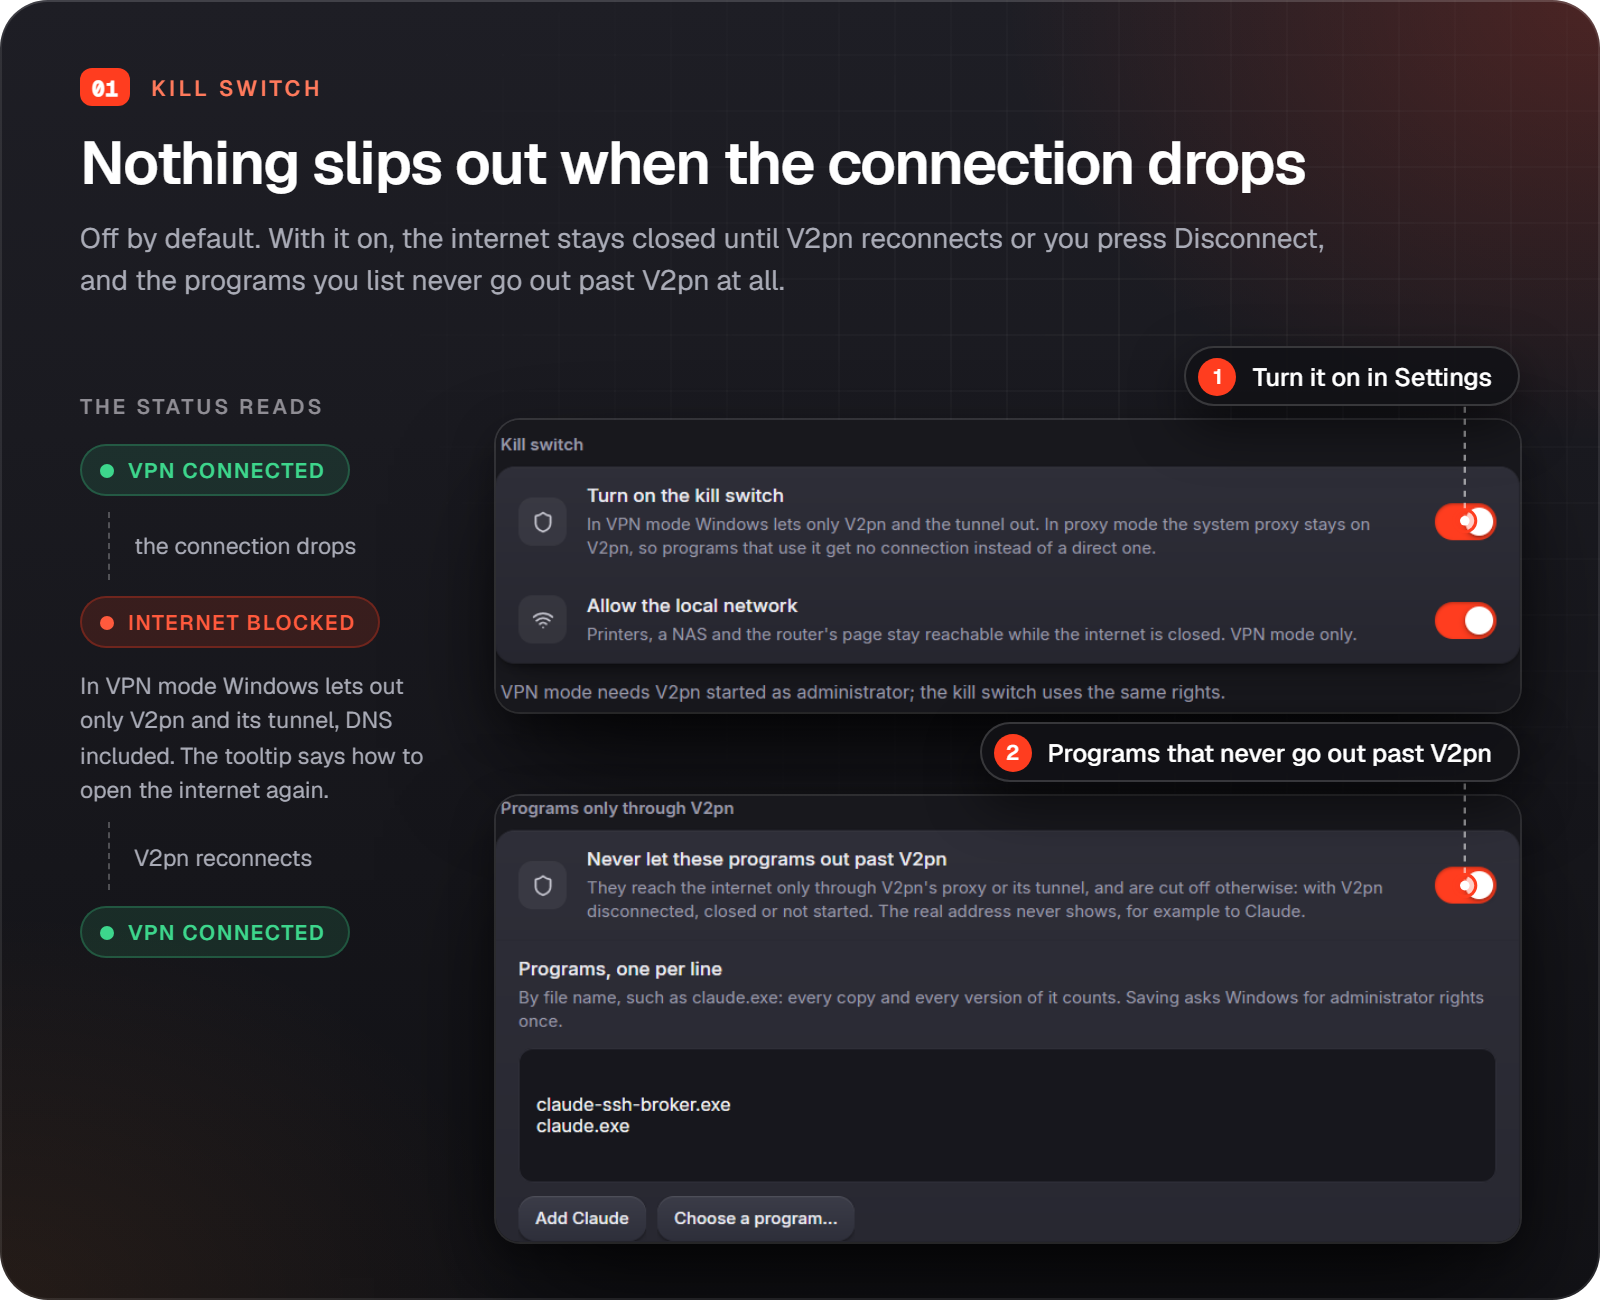 01 KILL SWITCH
Nothing slips out when the connection drops
Off by default. With it on, the internet stays closed until V2pn reconnects or you press Disconnect,
and the programs you list never go out past V2pn at all.
THE STATUS READS
VPN CONNECTED
the connection drops
INTERNET BLOCKED
In VPN mode Windows lets out
only V2pn and its tunnel, DNS
included. The tooltip says how to
open the internet again.
V2pn reconnects
VPN CONNECTED
1 Turn it on in Settings
Kill switch
Turn on the kill switch
In VPN mode Windows lets only V2pn and the tunnel out. In proxy mode the system proxy stays on
V2pn, so programs that use it get no connection instead of a direct one.
Allow the local network
Printers, a NAS and the router's page stay reachable while the internet is closed. VPN mode only.
VPN mode needs V2pn started as administrator; the kill switch uses the same rights.
2 Programs that never go out past V2pn
Programs only through V2pn
Never let these programs out past V2pn
They reach the internet only through V2pn's proxy or its tunnel, and are cut off otherwise: with V2pn
disconnected, closed or not started. The real address never shows, for example to Claude.
Programs, one per line
By file name, such as claude.exe: every copy and every version of it counts. Saving asks Windows for administrator rights
once.
claude-ssh-broker.exe
claude.exe
Add Claude
Choose a program...